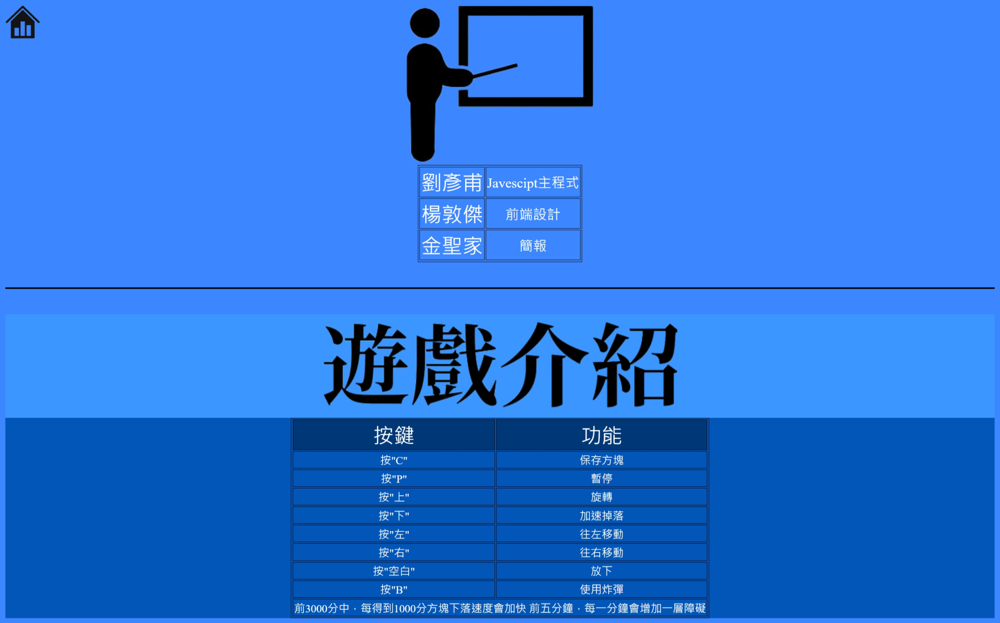 劉彥甫 Javescipt主程式
楊敦傑 前端設計
金聖家 簡報
遊戲介紹
按鍵 功能
按"C" 保存方塊
按"P" 暫停
按"上" 旋轉
按"下" 加速掉落
按"左" 往左移動
按"右" 往右移動
按"空白" 放下
按"B" 使用炸彈
前3000分中，每得到1000分方塊下落速度會加快 前五分鐘，每一分鐘會增加一層障礙